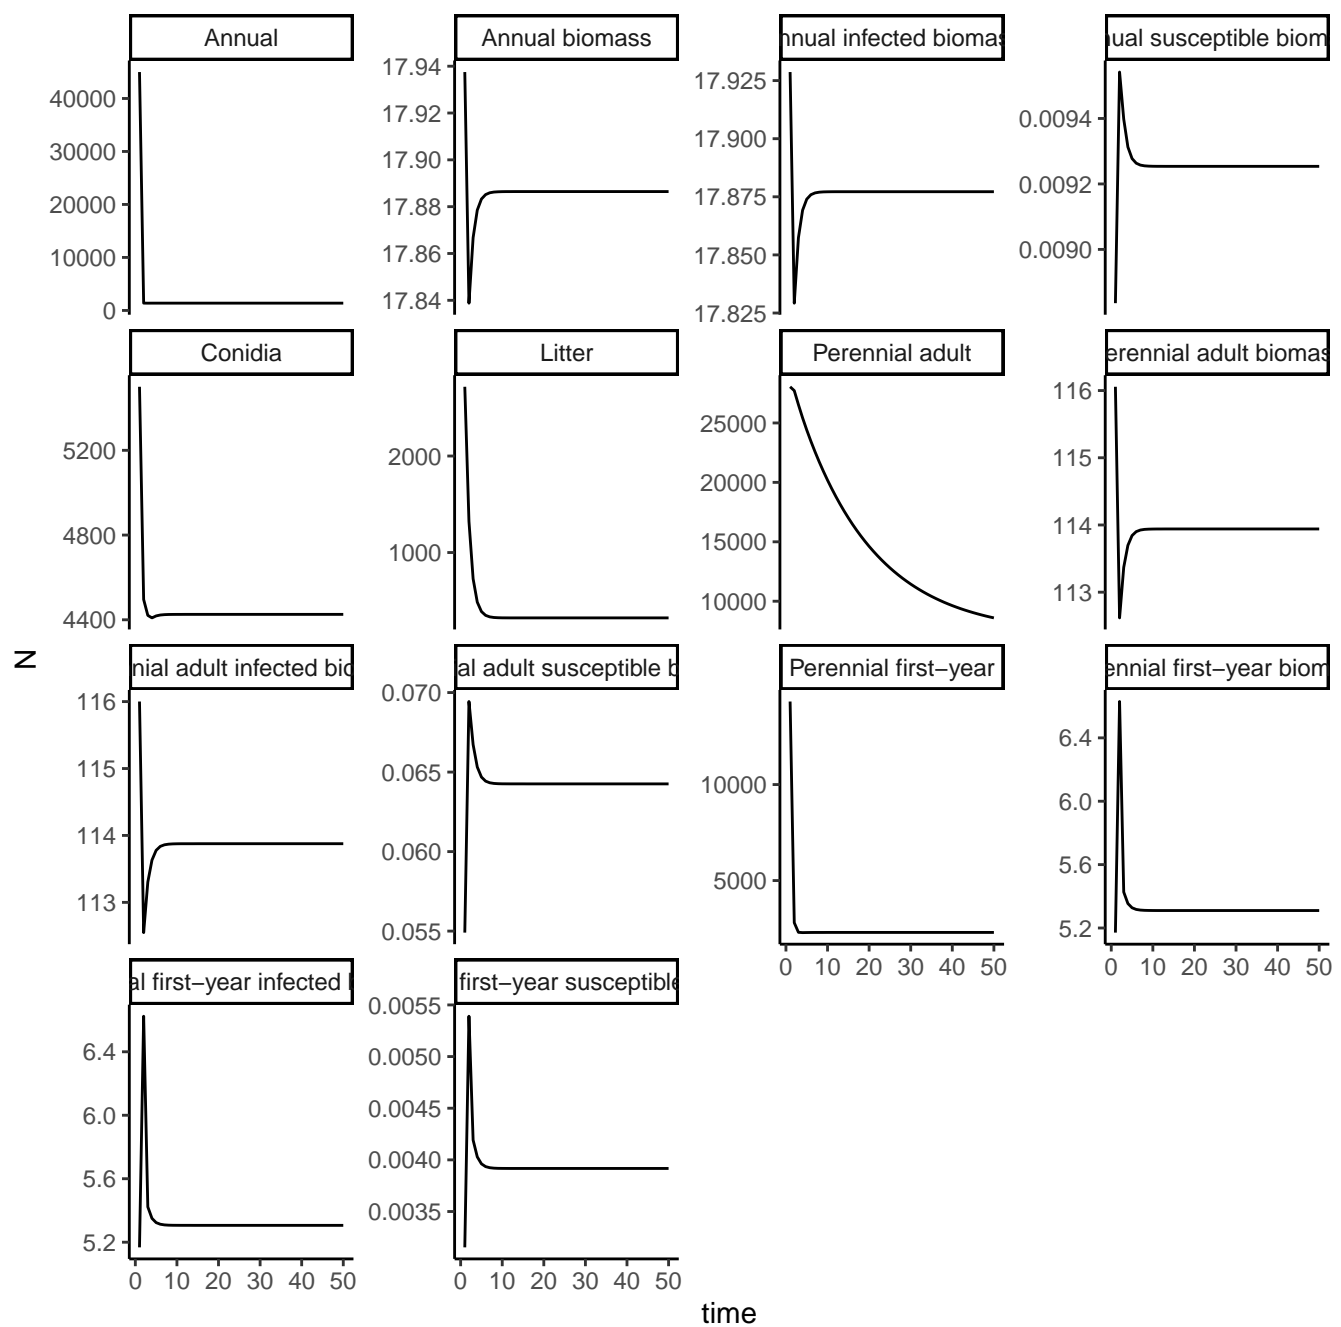 Annual
Annual biomass
nnual infected biomas
ual susceptible biom
40000
30000
20000
10000
0
17.94
17.92
17.90
17.88
17.86
17.84
17.925
17.900
17.875
17.850
17.825
0.0094
0.0092
0.0090
Conidia
Litter
Perennial adult
erennial adult biomas
5200
4800
4400
2000
1000
25000
20000
15000
10000
116
115
114
113
nial adult infected bio
al adult susceptible b
Perennial first−year
ennial first−year biom
116
115
114
113
0.070
0.065
0.060
0.055
10000
5000
6.4
6.0
5.6
5.2
0 10 20 30 40 50
0 10 20 30 40 50
al first−year infected
first−year susceptible
6.4
6.0
5.6
5.2
0.0055
0.0050
0.0045
0.0040
0.0035
0 10 20 30 40 50
0 10 20 30 40 50
N
time